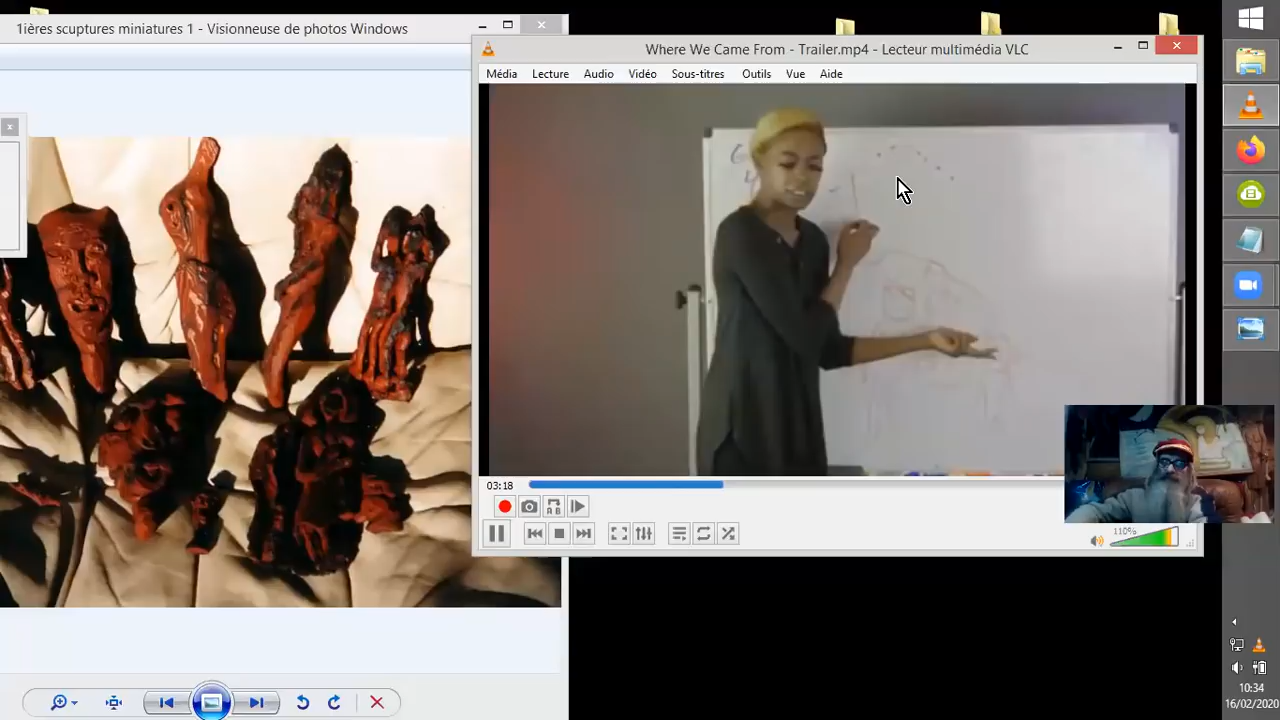 1ières scuptures miniatures 1 - Visionneuse de photos Windows
Where We Came From - Trailer.mp4 - Lecteur multimédia VLC
Média Lecture Audio Vidéo Sous-titres Outils Vue Aide
03:18
A B
110%
10:34
16/02/2020